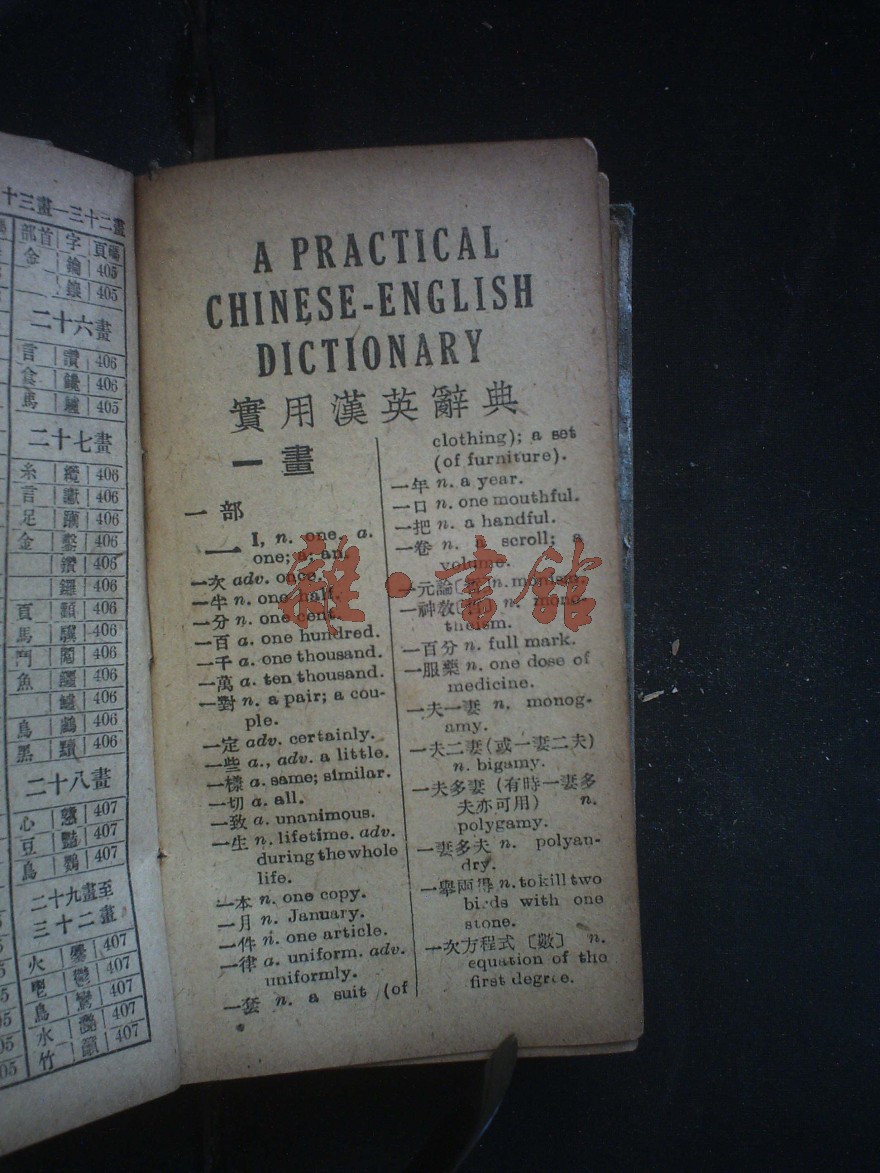 十三畫—三十二畫
部首 字 頁碼
金 405
405
二十六畫
言 讚 406
食 406
馬 驢 405
二十七畫
糸 纜 406
言 讞 406
足 躪 406
金 鑿 406
鑽 406
鑼 406
頁 顴 406
馬 驥 406
鬥 鬮 406
魚 鱷 406
鱸 406
鳥 406
黑 406
二十八畫
心 戇 407
豆 豔 407
鳥 鸚 407
二十九畫至
三十二畫
火 爨 407
鬯 鬱 407
鳥 鸞 407
水 灩 407
竹 籲 407
A PRACTICAL
CHINESE-ENGLISH
DICTIONARY
實用漢英辭典
一畫
一部
一 I, n. one. a.
one; a; an.
一次 adv. once.
一半 n. one half.
一分 n. one cent.
一百 a. one hundred.
一千 a. one thousand.
一萬 a. ten thousand.
一對 n. a pair; a cou-
ple.
一定 adv. certainly.
一些 a., adv. a little.
一樣 a. same; similar.
一切 a. all.
一致 a. unanimous.
一生 n. lifetime. adv.
during the whole
life.
一本 n. one copy.
一月 n. January.
一件 n. one article.
一律 a. uniform. adv.
uniformly.
一套 n. a suit (of
clothing); a set
(of furniture).
一年 n. a year.
一口 n. one mouthful.
一把 n. a handful.
一卷 n. a scroll; a
volume.
一元論〔哲〕n. monism.
一神教〔哲〕n. mono-
theism.
一百分 n. full mark.
一服藥 n. one dose of
medicine.
一夫一妻 n. monog-
amy.
一夫二妻(或一妻二夫)
n. bigamy.
一夫多妻 (有時一妻多
夫亦可用) n.
polygamy.
一妻多夫 n. polyan-
dry.
一舉兩得 n. to kill two
birds with one
stone.
一次方程式〔數〕 n.
equation of the
first degree.
雜·書館